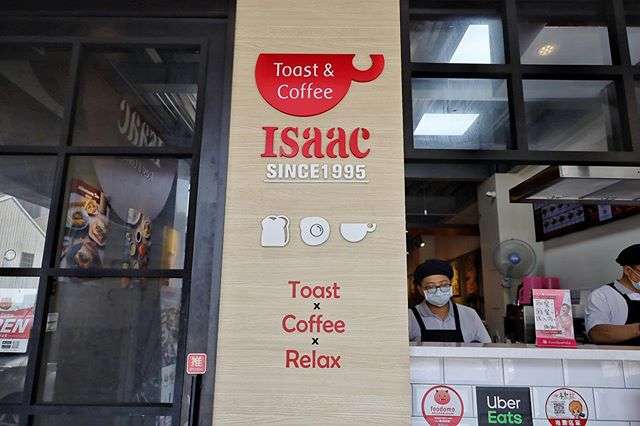 Toast &
Coffee
Isaac
SINCE1995
Toast
x
Coffee
x
Relax
推
foodomo
Uber
Eats